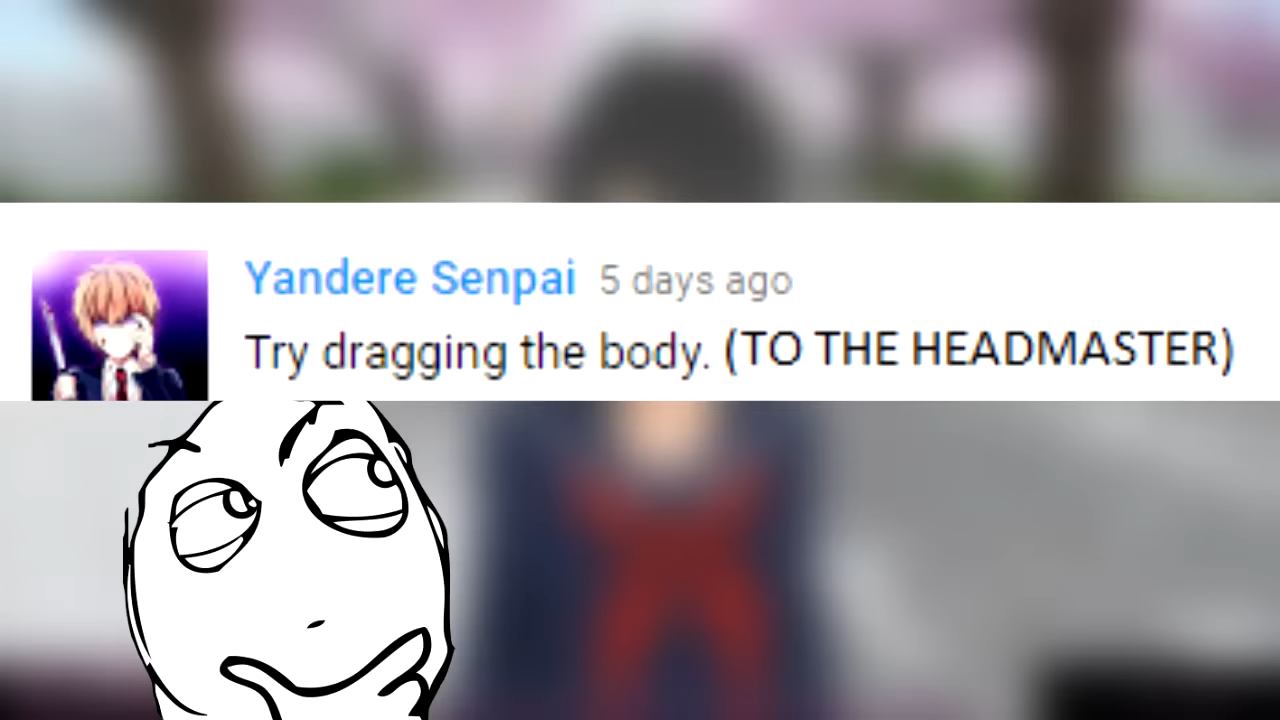 Yandere Senpai 5 days ago
Try dragging the body. (TO THE HEADMASTER)